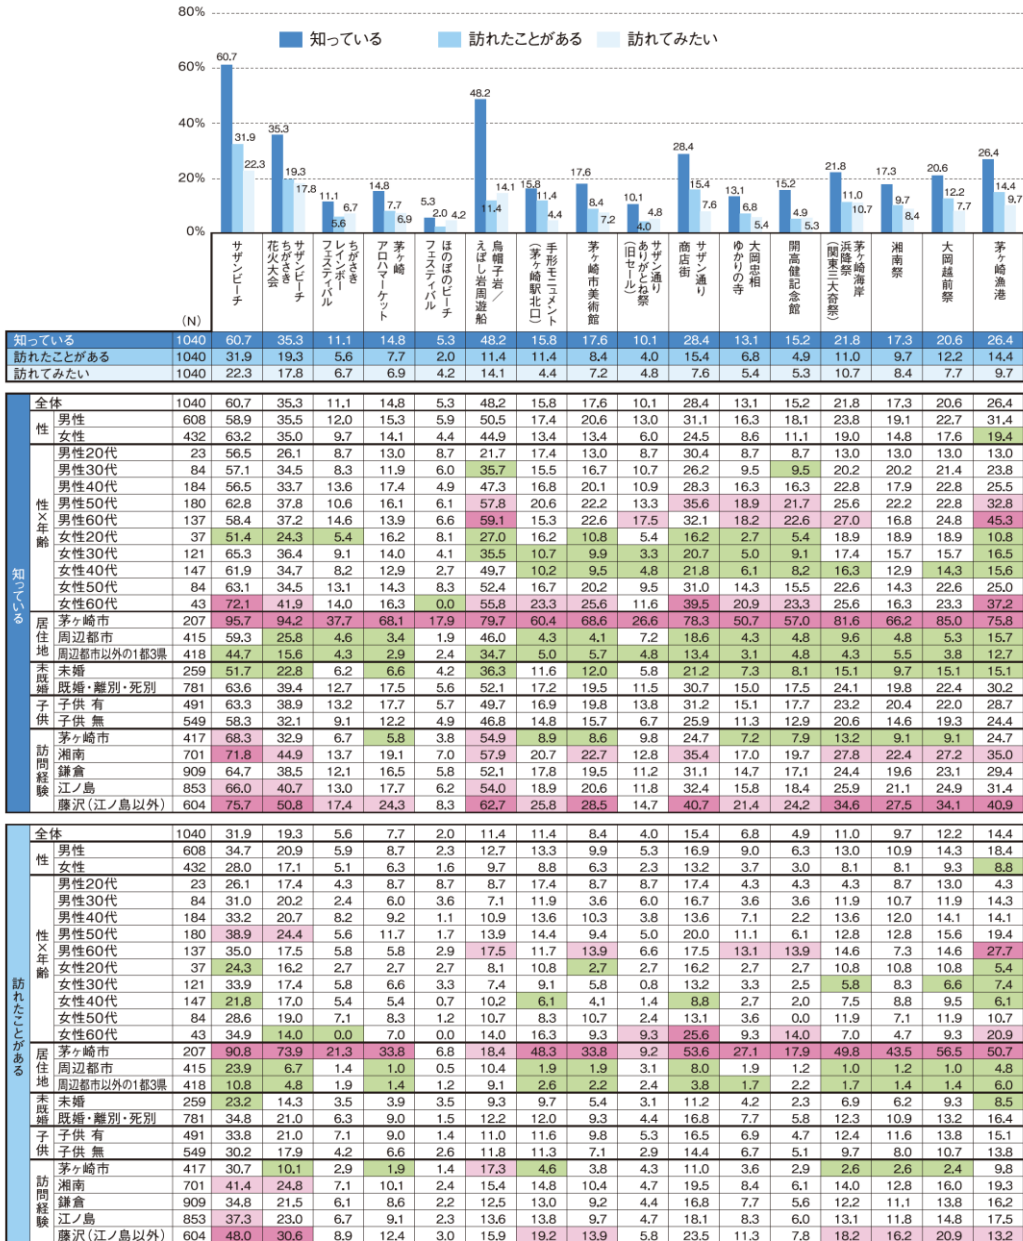 80%
知っている 訪れたことがある 訪れてみたい
60%
40%
20%
0%
60.7 31.9 22.3
35.3 19.3 17.8
11.1 5.6 6.7
14.8 7.7 6.9
5.3 2.0 4.2
48.2 11.4 14.1
15.8 11.4 4.4
17.6 8.4 7.2
10.1 4.0 4.8
28.4 15.4 7.6
13.1 6.8 5.4
15.2 4.9 5.3
21.8 11.0 10.7
17.3 9.7 8.4
20.6 12.2 7.7
26.4 14.4 9.7
(N)
サザンビーチ
サザンビーチ
ちがさき
花火大会
ちがさき
レインボー
フェスティバル
茅ヶ崎
アロハマーケット
ほのぼのビーチ
フェスティバル
烏帽子岩／
えぼし岩周遊船
手形モニュメント
(茅ヶ崎駅北口)
茅ヶ崎市美術館
サザン通り
ありがとね祭
(旧セール)
サザン通り
商店街
大岡忠相
ゆかりの寺
開高健記念館
茅ヶ崎海岸
浜降祭
(関東三大奇祭)
湘南祭
大岡越前祭
茅ヶ崎漁港
知っている 1040 60.7 35.3 11.1 14.8 5.3 48.2 15.8 17.6 10.1 28.4 13.1 15.2 21.8 17.3 20.6 26.4
訪れたことがある 1040 31.9 19.3 5.6 7.7 2.0 11.4 11.4 8.4 4.0 15.4 6.8 4.9 11.0 9.7 12.2 14.4
訪れてみたい 1040 22.3 17.8 6.7 6.9 4.2 14.1 4.4 7.2 4.8 7.6 5.4 5.3 10.7 8.4 7.7 9.7
知っている
全体 1040 60.7 35.3 11.1 14.8 5.3 48.2 15.8 17.6 10.1 28.4 13.1 15.2 21.8 17.3 20.6 26.4
性
男性 608 58.9 35.5 12.0 15.3 5.9 50.5 17.4 20.6 13.0 31.1 16.3 18.1 23.8 19.1 22.7 31.4
女性 432 63.2 35.0 9.7 14.1 4.4 44.9 13.4 13.4 6.0 24.5 8.6 11.1 19.0 14.8 17.6 19.4
性×年齢
男性20代 23 56.5 26.1 8.7 13.0 8.7 21.7 17.4 13.0 8.7 30.4 8.7 8.7 13.0 13.0 13.0 13.0
男性30代 84 57.1 34.5 8.3 11.9 6.0 35.7 15.5 16.7 10.7 26.2 9.5 9.5 20.2 20.2 21.4 23.8
男性40代 184 56.5 33.7 13.6 17.4 4.9 47.3 16.8 20.1 10.9 28.3 16.3 16.3 22.8 17.9 22.8 25.5
男性50代 180 62.8 37.8 10.6 16.1 6.1 57.8 20.6 22.2 13.3 35.6 18.9 21.7 25.6 22.2 22.8 32.8
男性60代 137 58.4 37.2 14.6 13.9 6.6 59.1 15.3 22.6 17.5 32.1 18.2 22.6 27.0 16.8 24.8 45.3
女性20代 37 51.4 24.3 5.4 16.2 8.1 27.0 16.2 10.8 5.4 16.2 2.7 5.4 18.9 18.9 18.9 10.8
女性30代 121 65.3 36.4 9.1 14.0 4.1 35.5 10.7 9.9 3.3 20.7 5.0 9.1 17.4 15.7 15.7 16.5
女性40代 147 61.9 34.7 8.2 12.9 2.7 49.7 10.2 9.5 4.8 21.8 6.1 8.2 16.3 12.9 14.3 15.6
女性50代 84 63.1 34.5 13.1 14.3 8.3 52.4 16.7 20.2 9.5 31.0 14.3 15.5 22.6 14.3 22.6 25.0
女性60代 43 72.1 41.9 14.0 16.3 0.0 55.8 23.3 25.6 11.6 39.5 20.9 23.3 25.6 16.3 23.3 37.2
居住地
茅ヶ崎市 207 95.7 94.2 37.7 68.1 17.9 79.7 60.4 68.6 26.6 78.3 50.7 57.0 81.6 66.2 85.0 75.8
周辺都市 415 59.3 25.8 4.6 3.4 1.9 46.0 4.3 4.1 7.2 18.6 4.3 4.8 9.6 4.8 5.3 15.7
周辺都市以外の1都3県 418 44.7 15.6 4.3 2.9 2.4 34.7 5.0 5.7 4.8 13.4 3.1 4.8 4.3 5.5 3.8 12.7
未既婚
未婚 259 51.7 22.8 6.2 6.6 4.2 36.3 11.6 12.0 5.8 21.2 7.3 8.1 15.1 9.7 15.1 15.1
既婚・離別・死別 781 63.6 39.4 12.7 17.5 5.6 52.1 17.2 19.5 11.5 30.7 15.0 17.5 24.1 19.8 22.4 30.2
子供
子供 有 491 63.3 38.9 13.2 17.7 5.7 49.7 16.9 19.8 13.8 31.2 15.1 17.7 23.2 20.4 22.0 28.7
子供 無 549 58.3 32.1 9.1 12.2 4.9 46.8 14.8 15.7 6.7 25.9 11.3 12.9 20.6 14.6 19.3 24.4
訪問経験
茅ヶ崎市 417 68.3 32.9 6.7 5.8 3.8 54.9 8.9 8.6 9.8 24.7 7.2 7.9 13.2 9.1 9.1 24.7
湘南 701 71.8 44.9 13.7 19.1 7.0 57.9 20.7 22.7 12.8 35.4 17.0 19.7 27.8 22.4 27.2 35.0
鎌倉 909 64.7 38.5 12.1 16.5 5.8 52.1 17.8 19.5 11.2 31.1 14.7 17.1 24.4 19.6 23.1 29.4
江ノ島 853 66.0 40.7 13.0 17.7 6.2 54.0 18.9 20.6 11.8 32.4 15.8 18.4 25.9 21.1 24.9 31.4
藤沢(江ノ島以外) 604 75.7 50.8 17.4 24.3 8.3 62.7 25.8 28.5 14.7 40.7 21.4 24.2 34.6 27.5 34.1 40.9
訪れたことがある
全体 1040 31.9 19.3 5.6 7.7 2.0 11.4 11.4 8.4 4.0 15.4 6.8 4.9 11.0 9.7 12.2 14.4
性
男性 608 34.7 20.9 5.9 8.7 2.3 12.7 13.3 9.9 5.3 16.9 9.0 6.3 13.0 10.9 14.3 18.4
女性 432 28.0 17.1 5.1 6.3 1.6 9.7 8.8 6.3 2.3 13.2 3.7 3.0 8.1 8.1 9.3 8.8
性×年齢
男性20代 23 26.1 17.4 4.3 8.7 8.7 8.7 17.4 8.7 8.7 17.4 4.3 4.3 4.3 8.7 13.0 4.3
男性30代 84 31.0 20.2 2.4 6.0 3.6 7.1 11.9 3.6 6.0 16.7 3.6 3.6 11.9 10.7 11.9 14.3
男性40代 184 33.2 20.7 8.2 9.2 1.1 10.9 13.6 10.3 3.8 13.6 7.1 2.2 13.6 12.0 14.1 14.1
男性50代 180 38.9 24.4 5.6 11.7 1.7 13.9 14.4 9.4 5.0 20.0 11.1 6.1 12.8 12.8 15.6 19.4
男性60代 137 35.0 17.5 5.8 5.8 2.9 17.5 11.7 13.9 6.6 17.5 13.1 13.9 14.6 7.3 14.6 27.7
女性20代 37 24.3 16.2 2.7 2.7 2.7 8.1 10.8 2.7 2.7 16.2 2.7 2.7 10.8 10.8 10.8 5.4
女性30代 121 33.9 17.4 5.8 6.6 3.3 7.4 9.1 5.8 0.8 13.2 3.3 2.5 5.8 8.3 6.6 7.4
女性40代 147 21.8 17.0 5.4 5.4 0.7 10.2 6.1 4.1 1.4 8.8 2.7 2.0 7.5 8.8 9.5 6.1
女性50代 84 28.6 19.0 7.1 8.3 1.2 10.7 8.3 10.7 2.4 13.1 3.6 0.0 11.9 7.1 11.9 10.7
女性60代 43 34.9 14.0 0.0 7.0 0.0 14.0 16.3 9.3 9.3 25.6 9.3 14.0 7.0 4.7 9.3 20.9
居住地
茅ヶ崎市 207 90.8 73.9 21.3 33.8 6.8 18.4 48.3 33.8 9.2 53.6 27.1 17.9 49.8 43.5 56.5 50.7
周辺都市 415 23.9 6.7 1.4 1.0 0.5 10.4 1.9 1.9 3.1 8.0 1.9 1.2 1.0 1.2 1.0 4.8
周辺都市以外の1都3県 418 10.8 4.8 1.9 1.4 1.2 9.1 2.6 2.2 2.4 3.8 1.7 2.2 1.7 1.4 1.4 6.0
未既婚
未婚 259 23.2 14.3 3.5 3.9 3.5 9.3 9.7 5.4 3.1 11.2 4.2 2.3 6.9 6.2 9.3 8.5
既婚・離別・死別 781 34.8 21.0 6.3 9.0 1.5 12.2 12.0 9.3 4.4 16.8 7.7 5.8 12.3 10.9 13.2 16.4
子供
子供 有 491 33.8 21.0 7.1 9.0 1.4 11.0 11.6 9.8 5.3 16.5 6.9 4.7 12.4 11.6 13.8 15.1
子供 無 549 30.2 17.9 4.2 6.6 2.6 11.8 11.3 7.1 2.9 14.4 6.7 5.1 9.7 8.0 10.7 13.8
訪問経験
茅ヶ崎市 417 30.7 10.1 2.9 1.9 1.4 17.3 4.6 3.8 4.3 11.0 3.6 2.9 2.6 2.6 2.4 9.8
湘南 701 41.4 24.8 7.1 10.1 2.4 15.4 14.8 10.4 4.7 19.5 8.4 6.1 14.0 12.8 16.0 19.3
鎌倉 909 34.8 21.5 6.1 8.6 2.2 12.5 13.0 9.2 4.4 16.8 7.7 5.6 12.2 11.1 13.8 16.2
江ノ島 853 37.3 23.0 6.7 9.1 2.3 13.6 13.8 9.7 4.7 18.1 8.3 6.0 13.1 11.8 14.8 17.5
藤沢(江ノ島以外) 604 48.0 30.6 8.9 12.4 3.0 15.9 19.2 13.9 5.8 23.5 11.3 7.8 18.2 16.2 20.9 13.2